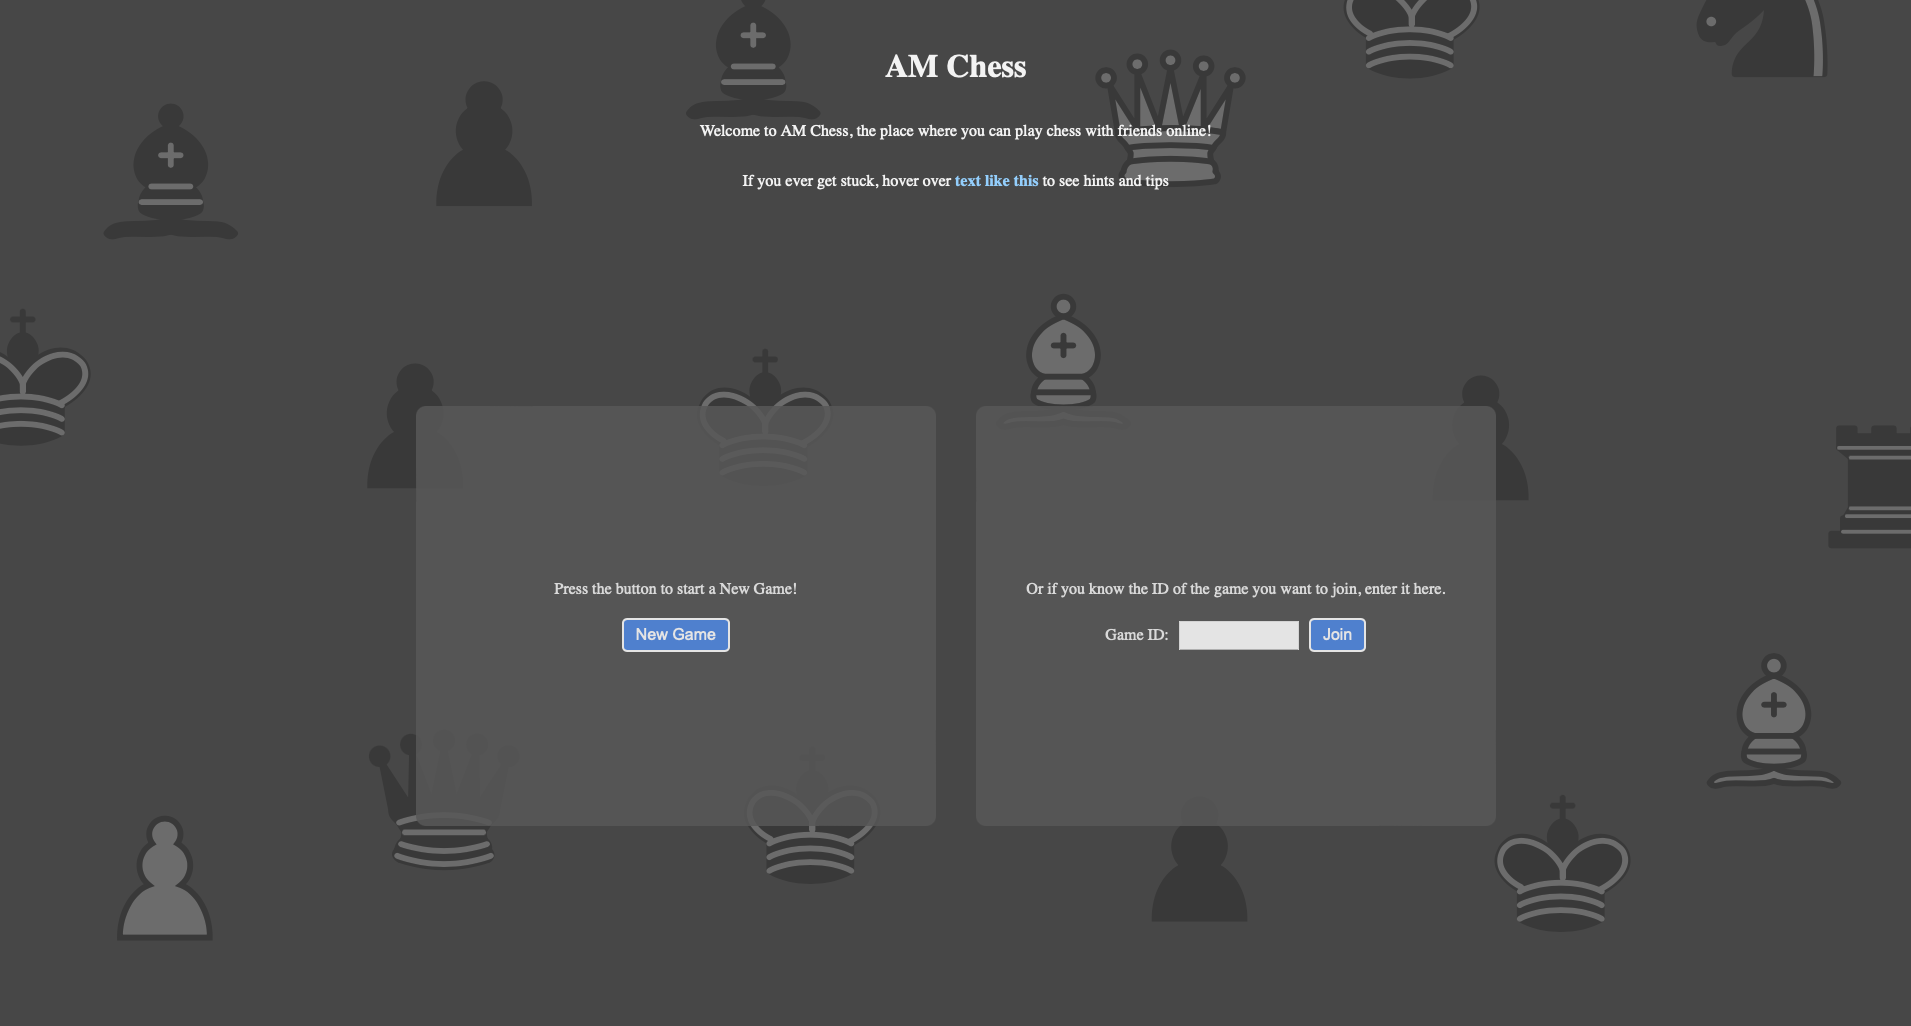 AM Chess
Welcome to AM Chess, the place where you can play chess with friends online!
If you ever get stuck, hover over text like this to see hints and tips
Press the button to start a New Game!
New Game
Or if you know the ID of the game you want to join, enter it here.
Game ID:
Join